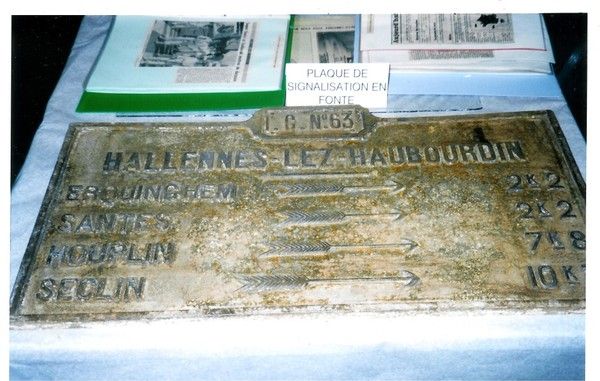 PLAQUE DE
SIGNALISATION EN
FONTE
I.G.N°63
HALLENNES-LEZ-HAUBOURDIN
ERQUINGHEM 2K2
SANTES 2K2
HOUPLIN 7K8
SECLIN 10K